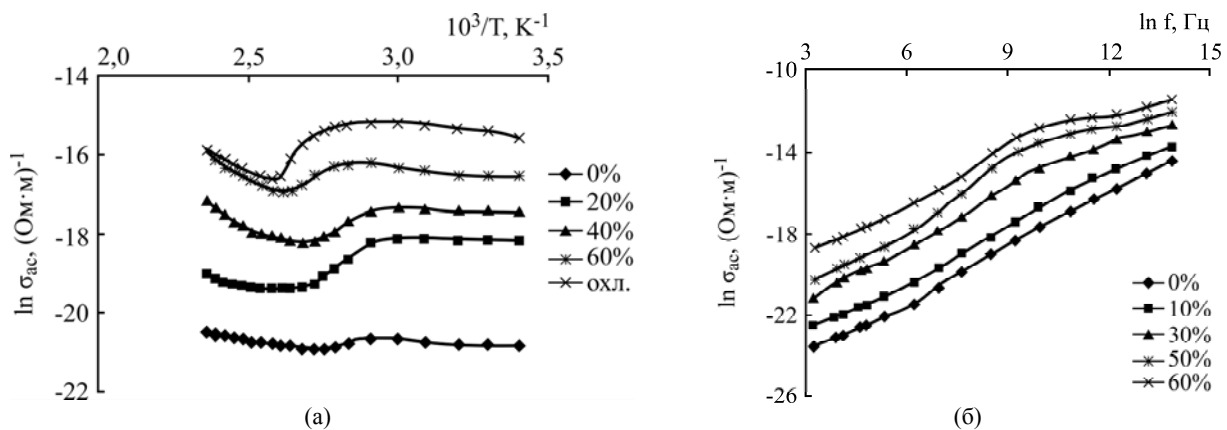 10³/T, K⁻¹
2,0 2,5 3,0 3,5
-14
-16
-18
-20
-22
ln σac, (Ом·м)⁻¹
0%
20%
40%
60%
охл.
(а)
ln f, Гц
3 6 9 12 15
-10
-14
-18
-22
-26
ln σac, (Ом·м)⁻¹
0%
10%
30%
50%
60%
(б)